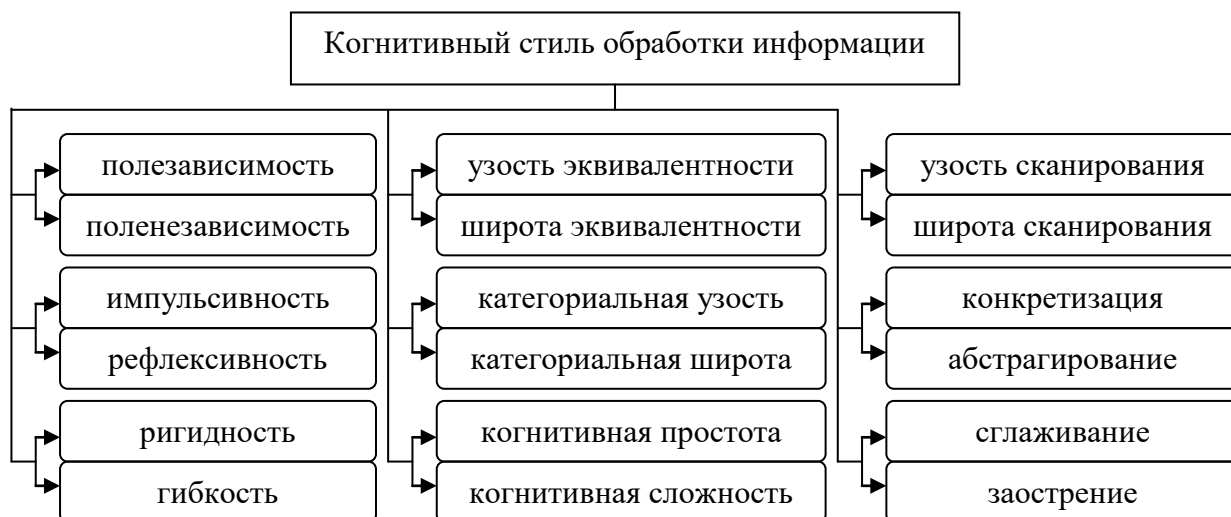 Когнитивный стиль обработки информации
полезависимость
поленезависимость
импульсивность
рефлексивность
ригидность
гибкость
узость эквивалентности
широта эквивалентности
категориальная узость
категориальная широта
когнитивная простота
когнитивная сложность
узость сканирования
широта сканирования
конкретизация
абстрагирование
сглаживание
заострение